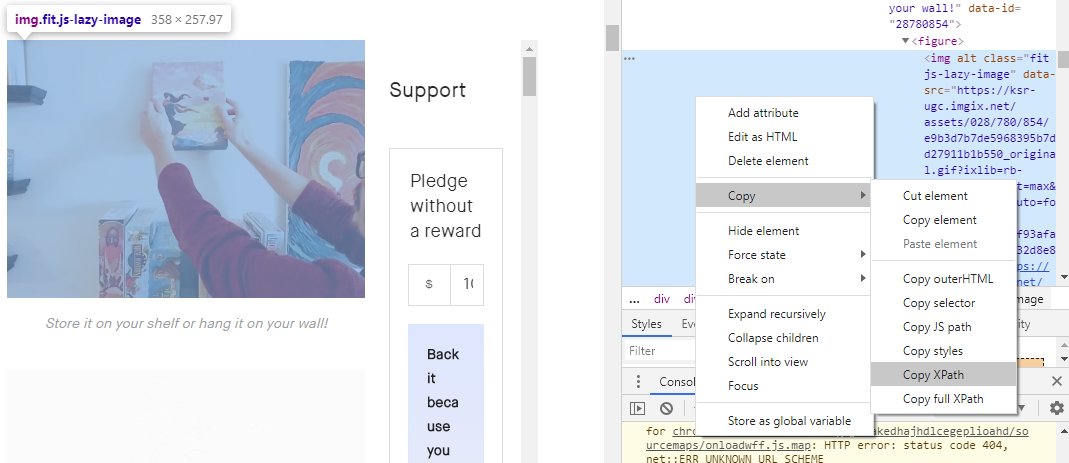 img.fit.js-lazy-image 358 × 257.97
Support
Pledge
without
a reward
$
Store it on your shelf or hang it on your wall!
Back
it
beca
use
you
your wall!" data-id=
"28780854">
▼<figure>
<img alt class="fit
js-lazy-image" data-
src="https://ksr-
ugc.imgix.net/
assets/028/780/854/
e9b3d7b7de5968395b7d
d27911b1b550_origina
l.gif?ixlib=rb-
t=max&
uto=fo
f93afa
32d8e8
ps://
net/
...
Add attribute
Edit as HTML
Delete element
Copy
Hide element
Force state
Break on
Expand recursively
Collapse children
Scroll into view
Focus
Store as global variable
Cut element
Copy element
Paste element
Copy outerHTML
Copy selector
Copy JS path
Copy styles
Copy XPath
Copy full XPath
... div di mage
Styles Eve ity
Filter
Consol
for chro akedhajhdlcegeplioahd/so
urcemaps/onloadwff.js.map: HTTP error: status code 404,
net::ERR_UNKNOWN_URL_SCHEME